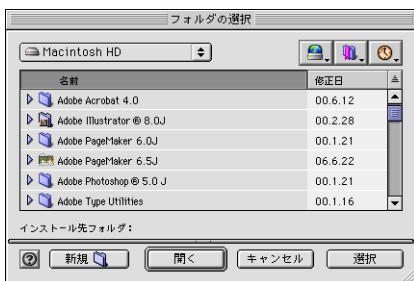 フォルダの選択
Macintosh HD
名前 修正日
Adobe Acrobat 4.0 00.6.12
Adobe Illustrator ® 8.0J 00.2.28
Adobe PageMaker 6.0J 00.1.21
Adobe PageMaker 6.5J 06.6.22
Adobe Photoshop ® 5.0 J 00.1.21
Adobe Type Utilities 00.1.16
インストール先フォルダ：
? 新規 開く キャンセル 選択